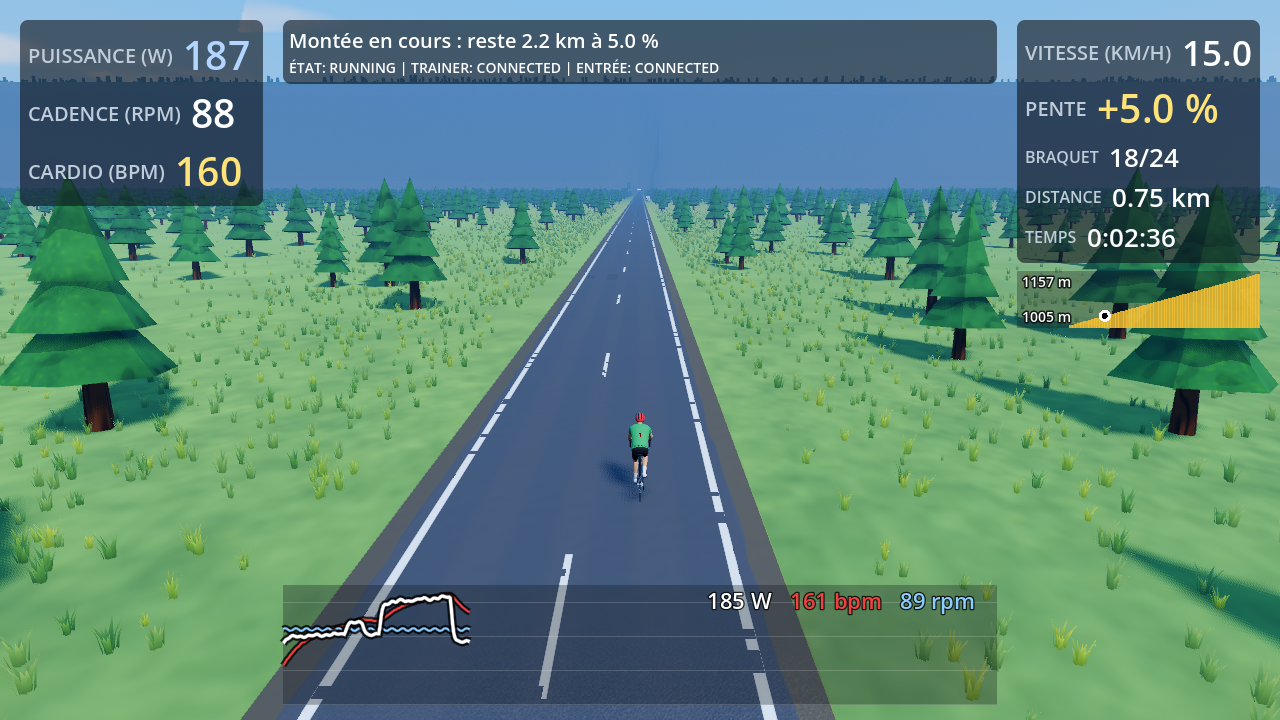 PUISSANCE (W) 187
CADENCE (RPM) 88
CARDIO (BPM) 160
Montée en cours : reste 2.2 km à 5.0 %
ÉTAT: RUNNING | TRAINER: CONNECTED | ENTRÉE: CONNECTED
VITESSE (KM/H) 15.0
PENTE +5.0 %
BRAQUET 18/24
DISTANCE 0.75 km
TEMPS 0:02:36
1157 m
1005 m
185 W 161 bpm 89 rpm